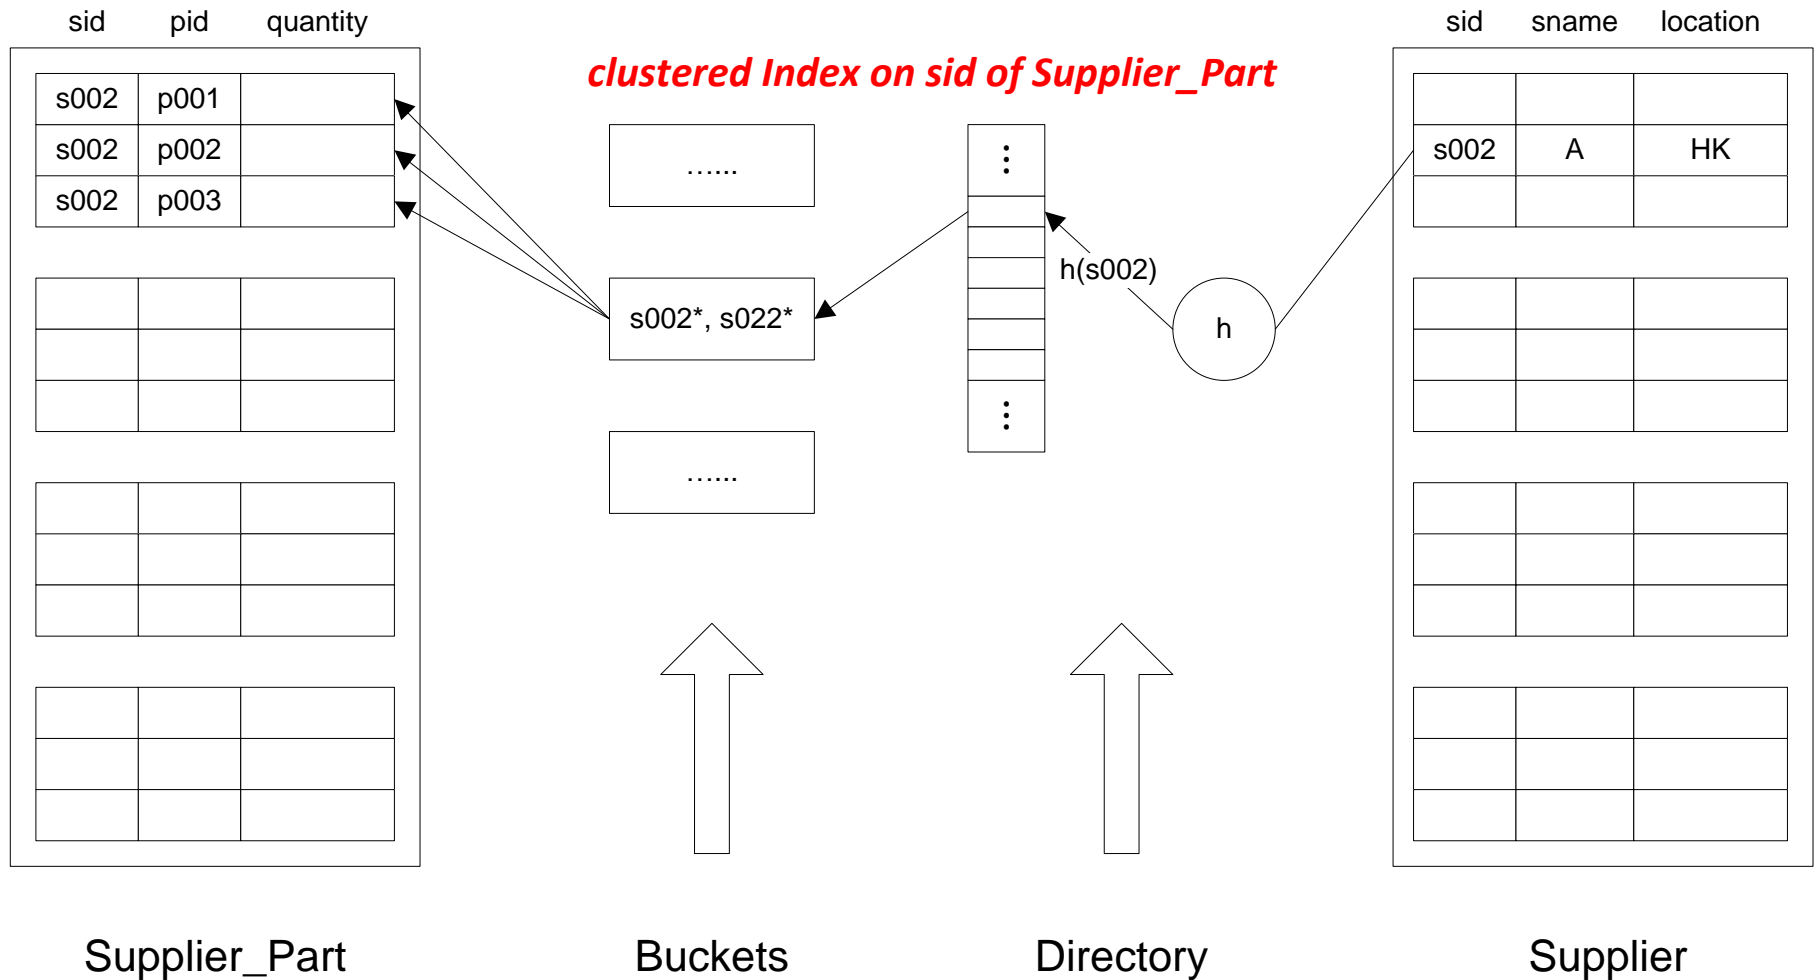 sid pid quantity
sid sname location
clustered Index on sid of Supplier_Part
s002 p001
s002 p002
s002 p003
…...
s002*, s022*
…...
⋮
⋮
h(s002)
h
s002 A HK
Supplier_Part
Buckets
Directory
Supplier